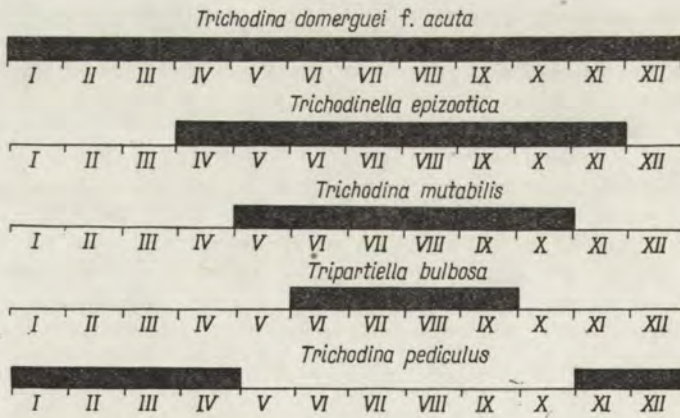 Trichodina domerguei f. acuta
I II III IV V VI VII VIII IX X XI XII
Trichodinella epizootica
I II III IV V VI VII VIII IX X XI XII
Trichodina mutabilis
I II III IV V VI VII VIII IX X XI XII
Tripartiella bulbosa
I II III IV V VI VII VIII IX X XI XII
Trichodina pediculus
I II III IV V VI VII VIII IX X XI XII